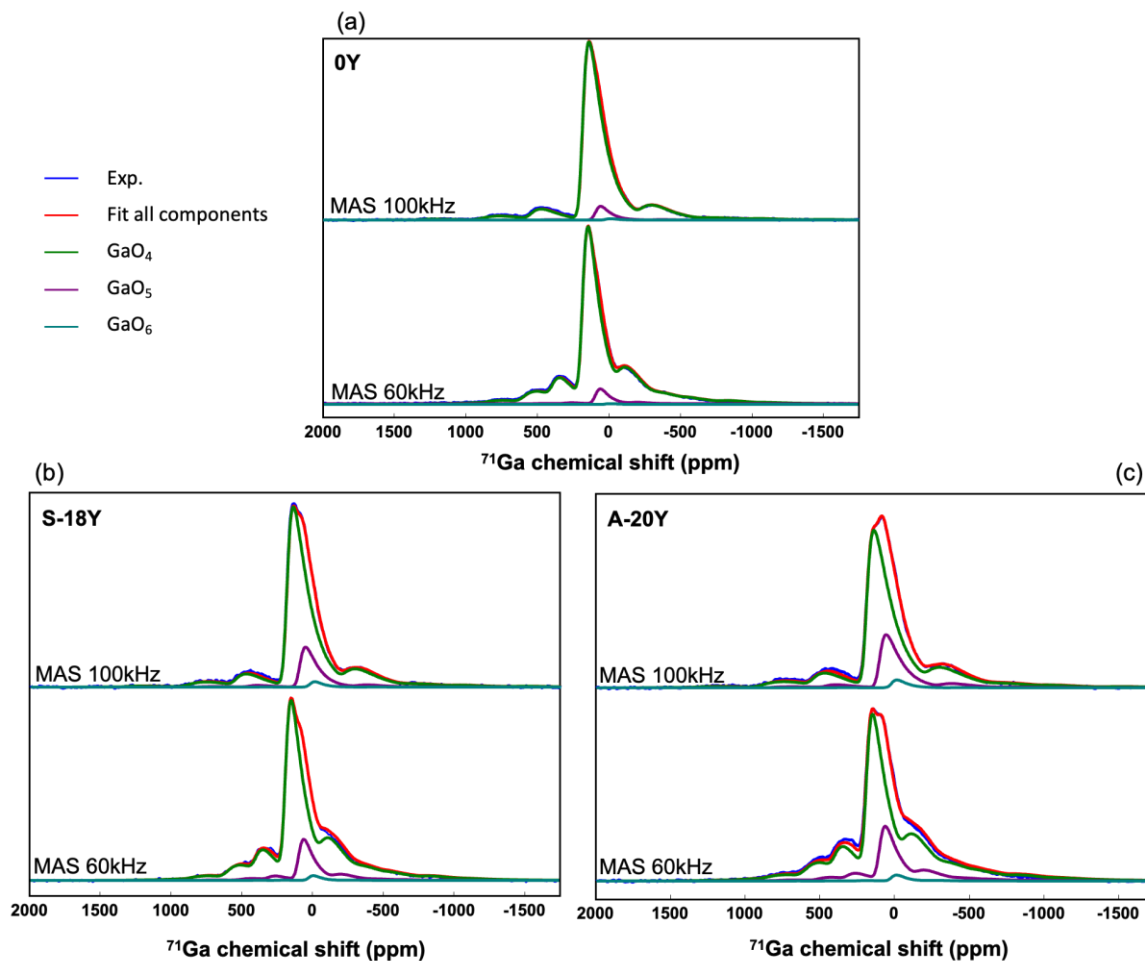 (a)
0Y
Exp.
Fit all components
GaO₄
GaO₅
GaO₆
MAS 100kHz
MAS 60kHz
2000 1500 1000 500 0 -500 -1000 -1500
⁷¹Ga chemical shift (ppm)
(b)
S-18Y
MAS 100kHz
MAS 60kHz
2000 1500 1000 500 0 -500 -1000 -1500
⁷¹Ga chemical shift (ppm)
(c)
A-20Y
MAS 100kHz
MAS 60kHz
2000 1500 1000 500 0 -500 -1000 -1500
⁷¹Ga chemical shift (ppm)